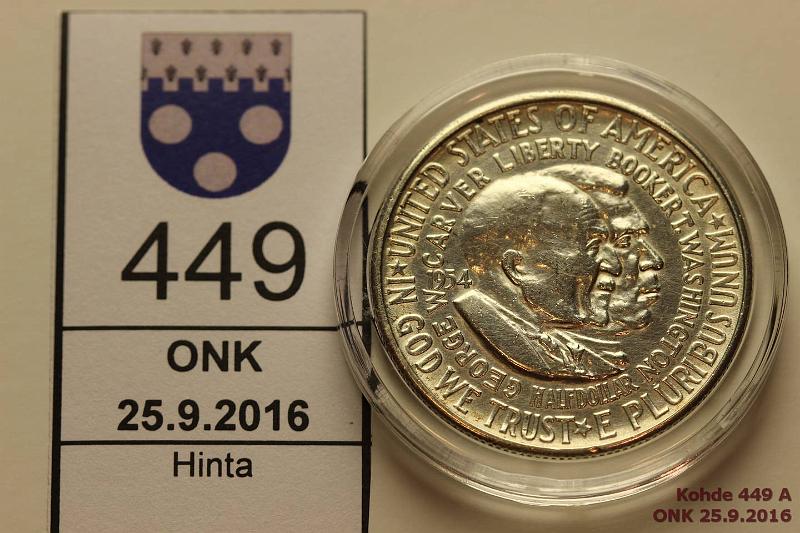 449
ONK
25.9.2016
Hinta
UNITED STATES OF AMERICA
IN GOD WE TRUST ★ E PLURIBUS UNUM ★
GEORGE W. CARVER LIBERTY BOOKER T. WASHINGTON
HALF DOLLAR
1954
Kohde 449 A
ONK 25.9.2016